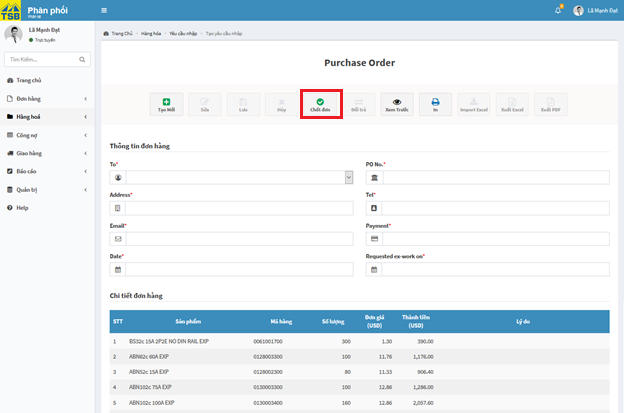 TSB
Phân phối
Lã Mạnh Đạt
Lã Mạnh Đạt
Trực tuyến
Trang Chủ › Hàng hóa › Yêu cầu nhập › Tạo yêu cầu nhập
Tìm Kiếm...
Trang chủ
Đơn hàng
Hàng hoá
Công nợ
Giao hàng
Báo cáo
Quản trị
Help
Purchase Order
Tạo Mới
Sửa
Lưu
Hủy
Chốt đơn
Đổi trả
Xem Trước
In
Import Excel
Xuất Excel
Xuất PDF
Thông tin đơn hàng
To*
PO No.*
Address*
Tel*
Email*
Payment*
Date*
Requested ex-work on*
Chi tiết đơn hàng
STT Sản phẩm Mã hàng Số lượng Đơn giá (USD) Thành tiền (USD) Lý do
1 BS32c 15A 2P2E NO DIN RAIL EXP 0061001700 300 1.30 390.00
2 ABN62c 60A EXP 0128003300 100 11.76 1,176.00
3 ABN52c 15A EXP 0128002300 80 11.33 906.40
4 ABN102c 75A EXP 0130003300 100 12.86 1,286.00
5 ABN102c 100A EXP 0130003400 160 12.86 2,057.60